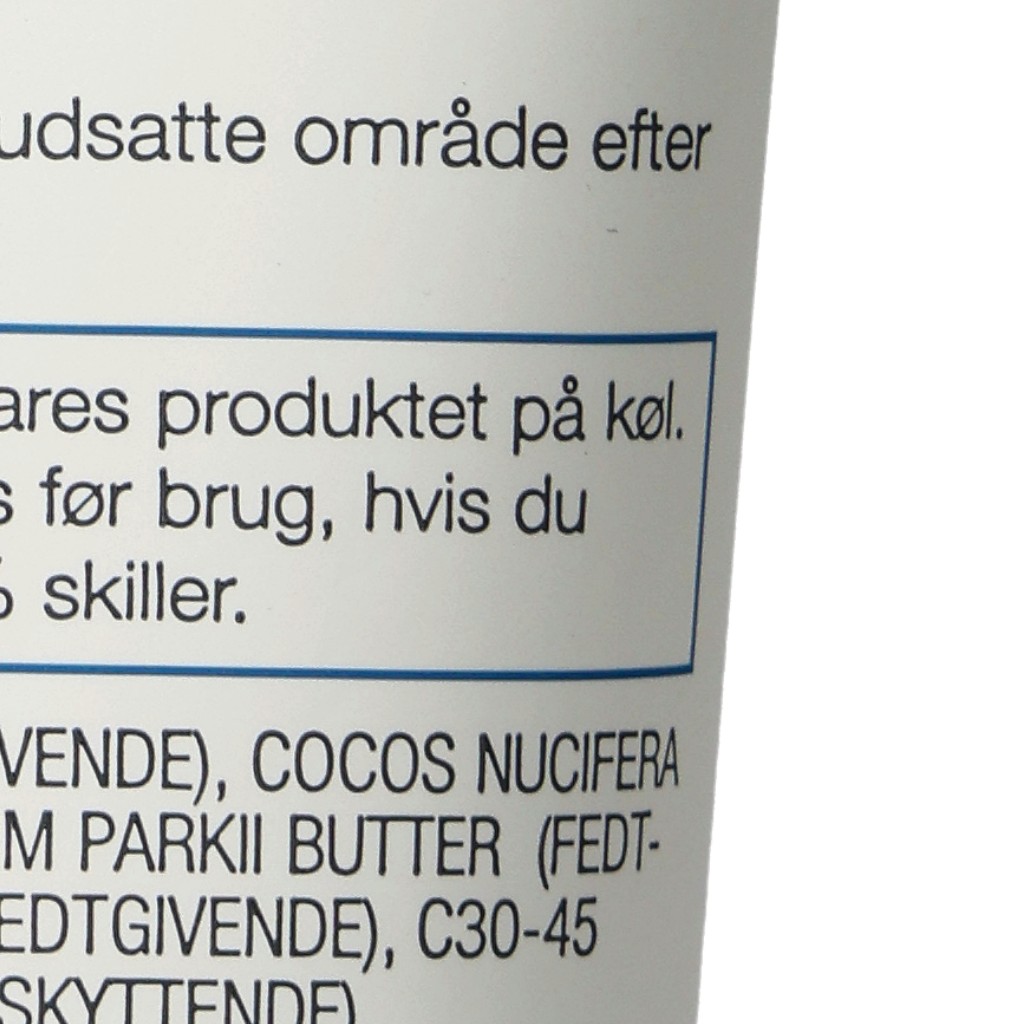 udsatte område efter
ares produktet på køl.
s før brug, hvis du
% skiller.
VENDE), COCOS NUCIFERA
M PARKII BUTTER (FEDT-
EDTGIVENDE), C30-45
SKYTTENDE)